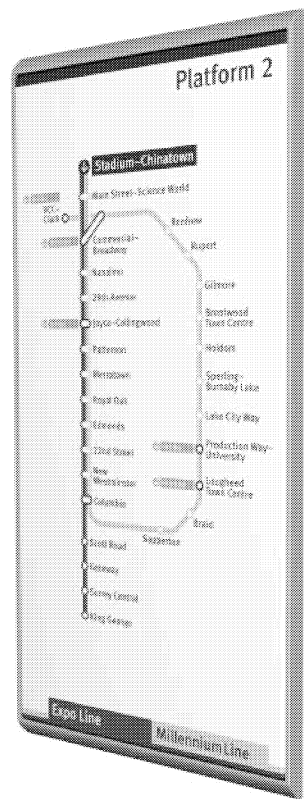 Platform 2
Stadium–Chinatown
Main Street–Science World
VCC–
Clark
Renfrew
Commercial–
Broadway
Rupert
Nanaimo
Gilmore
29th Avenue
Brentwood
Town Centre
Joyce–Collingwood
Holdom
Patterson
Sperling–
Burnaby Lake
Metrotown
Royal Oak
Lake City Way
Edmonds
Production Way–
University
22nd Street
New
Westminster
Lougheed
Town Centre
Columbia
Braid
Sapperton
Scott Road
Gateway
Surrey Central
King George
Expo Line
Millennium Line